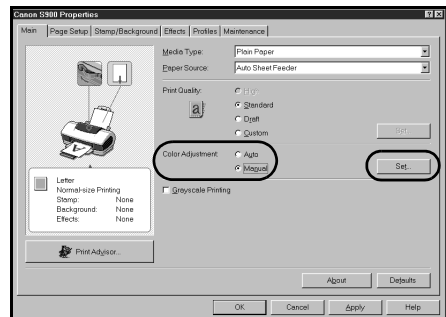 Canon S900 Properties
Main Page Setup Stamp/Background Effects Profiles Maintenance
Media Type: Plain Paper
Paper Source: Auto Sheet Feeder
Print Quality: High
Standard
Draft
Custom Set...
Color Adjustment: Auto
Manual Set...
Grayscale Printing
Letter
Normal-size Printing
Stamp: None
Background: None
Effects: None
Print Advisor...
About Defaults
OK Cancel Apply Help